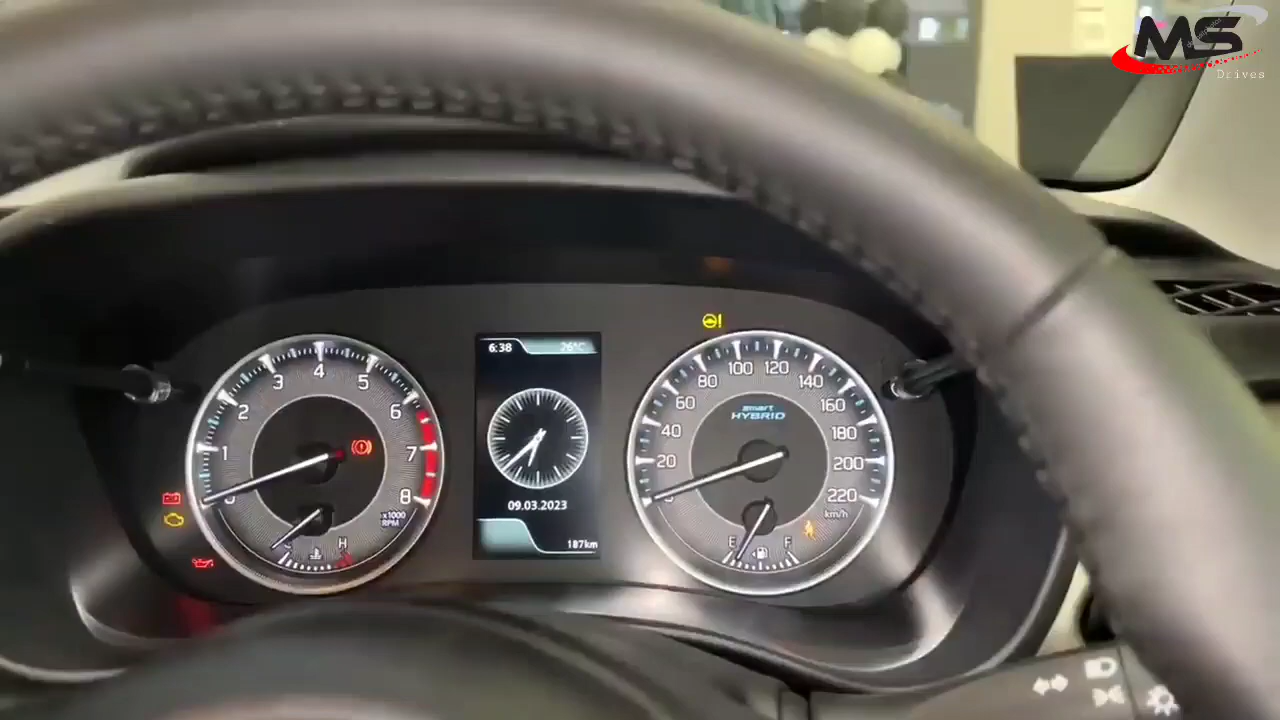 MS
Drives
6:38 26°C
09.03.2023
187km
1 2 3 4 5 6 7 8
x1000
RPM
H
20 40 60 80 100 120 140 160 180 200 220
km/h
smart
HYBRID
E F